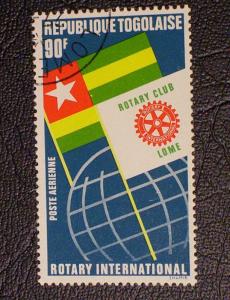 REPUBLIQUE TOGOLAISE
90F
ROTARY CLUB
LOME
POSTE AERIENNE
ROTARY INTERNATIONAL